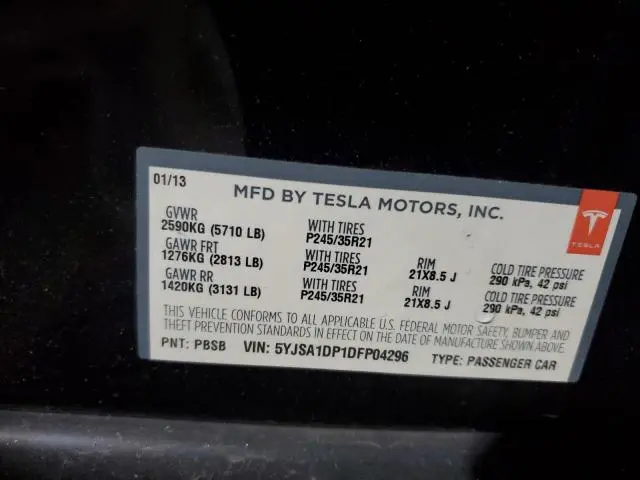 01/13
MFD BY TESLA MOTORS, INC.
GVWR
2590KG (5710 LB)
WITH TIRES
P245/35R21
GAWR FRT
1276KG (2813 LB)
WITH TIRES
P245/35R21
RIM
21X8.5 J
COLD TIRE PRESSURE
290 kPa, 42 psi
GAWR RR
1420KG (3131 LB)
WITH TIRES
P245/35R21
RIM
21X8.5 J
COLD TIRE PRESSURE
290 kPa, 42 psi
THIS VEHICLE CONFORMS TO ALL APPLICABLE U.S. FEDERAL MOTOR SAFETY, BUMPER AND
THEFT PREVENTION STANDARDS IN EFFECT ON THE DATE OF MANUFACTURE SHOWN ABOVE.
PNT: PBSB VIN: 5YJSA1DP1DFP04296 TYPE: PASSENGER CAR
TESLA